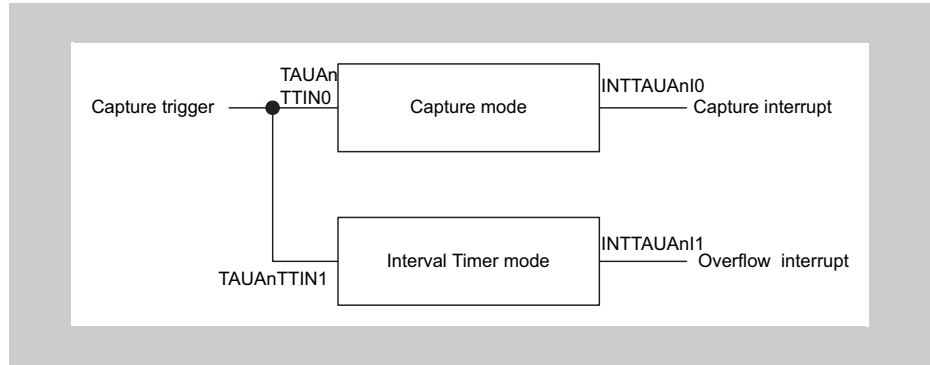 TAUAn
TTIN0
INTTAUAnI0
Capture trigger
Capture mode
Capture interrupt
INTTAUAnI1
Interval Timer mode
Overflow interrupt
TAUAnTTIN1